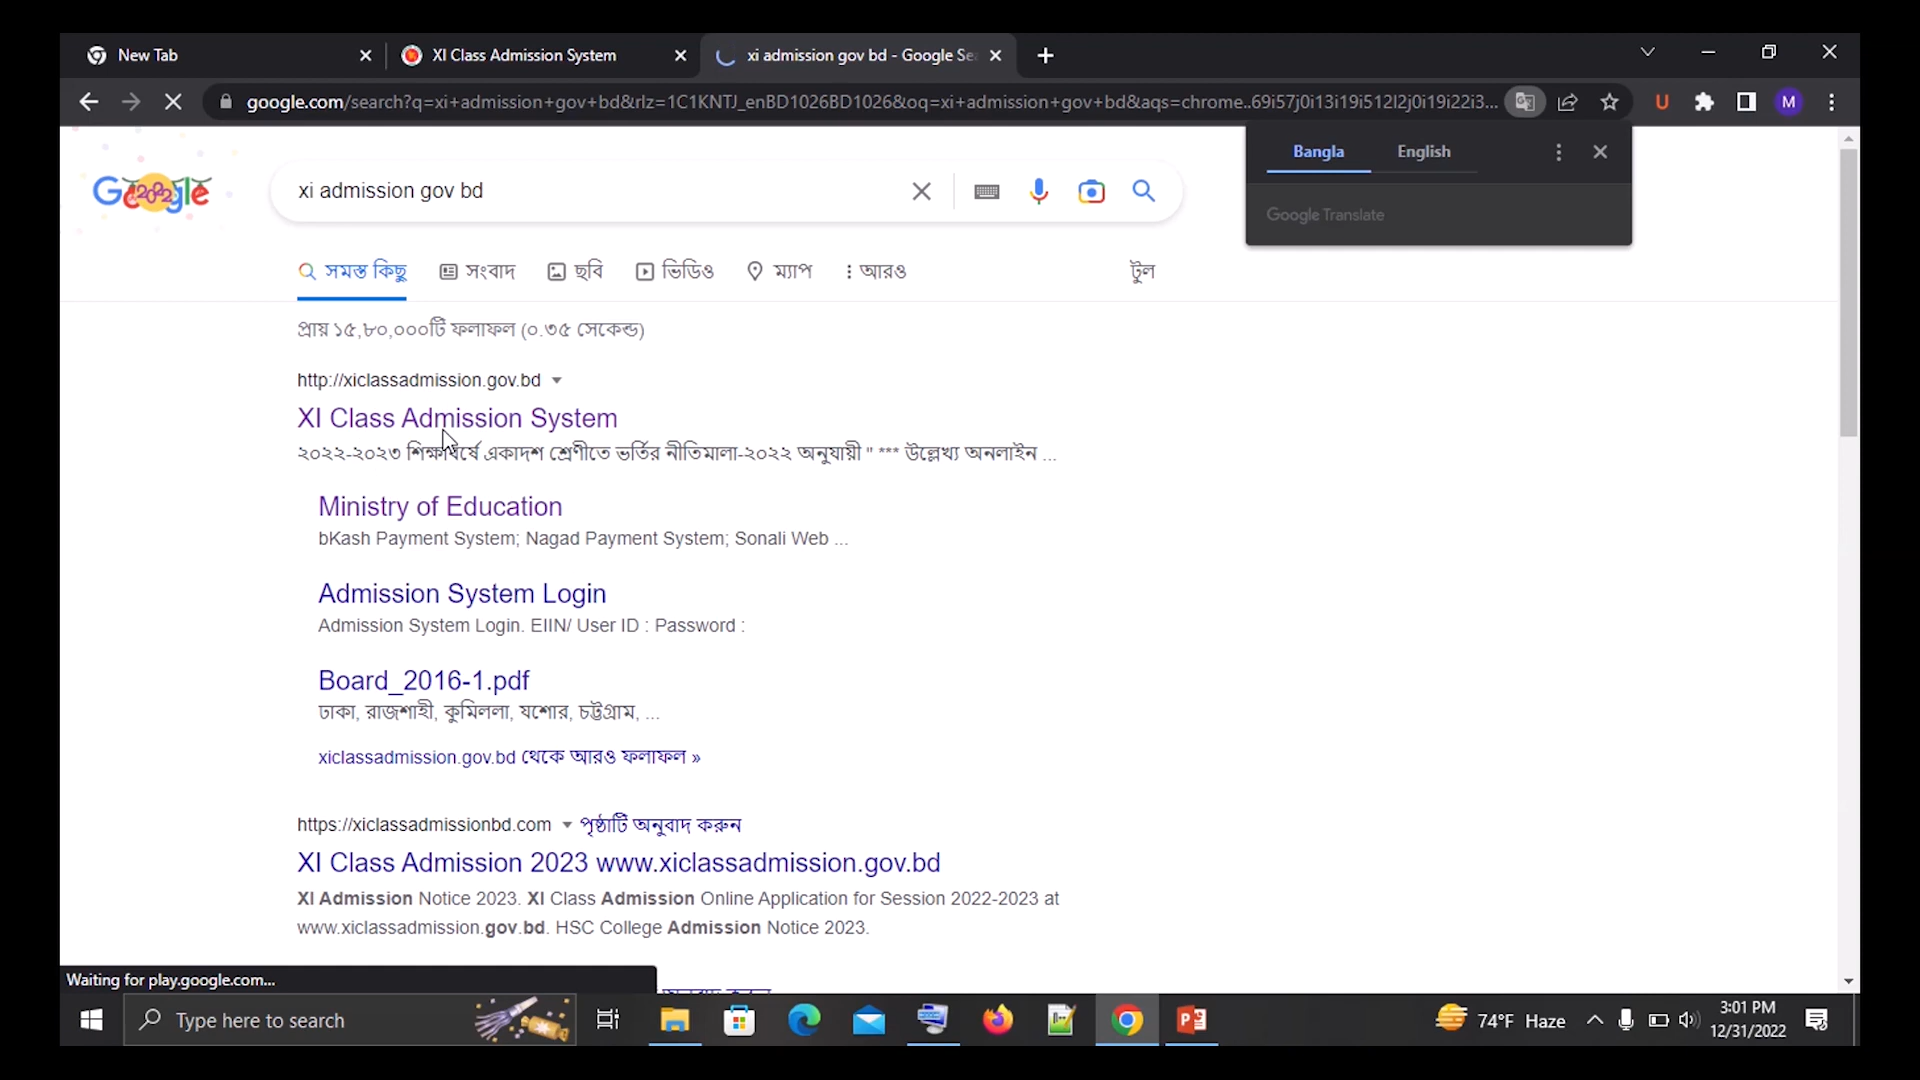 New Tab
XI Class Admission System
xi admission gov bd - Google Sea
google.com/search?q=xi+admission+gov+bd&rlz=1C1KNTJ_enBD1026BD1026&oq=xi+admission+gov+bd&aqs=chrome..69i57j0i13i19i512l2j0i19i22i3...
U
M
Bangla English
Google Translate
Google 2022
xi admission gov bd
সমস্ত কিছু সংবাদ ছবি ভিডিও ম্যাপ আরও টুল
প্রায় ১৫,৮০,০০০টি ফলাফল (০.৩৫ সেকেন্ড)
http://xiclassadmission.gov.bd
XI Class Admission System
২০২২-২০২৩ শিক্ষাবর্ষে একাদশ শ্রেণীতে ভর্তির নীতিমালা-২০২২ অনুযায়ী " *** উল্লেখ্য অনলাইন ...
Ministry of Education
bKash Payment System; Nagad Payment System; Sonali Web ...
Admission System Login
Admission System Login. EIIN/ User ID : Password :
Board_2016-1.pdf
ঢাকা, রাজশাহী, কুমিললা, যশোর, চট্টগ্রাম, ...
xiclassadmission.gov.bd থেকে আরও ফলাফল »
https://xiclassadmissionbd.com পৃষ্ঠাটি অনুবাদ করুন
XI Class Admission 2023 www.xiclassadmission.gov.bd
XI Admission Notice 2023. XI Class Admission Online Application for Session 2022-2023 at
www.xiclassadmission.gov.bd. HSC College Admission Notice 2023.
Waiting for play.google.com...
Type here to search
74°F Haze
3:01 PM
12/31/2022